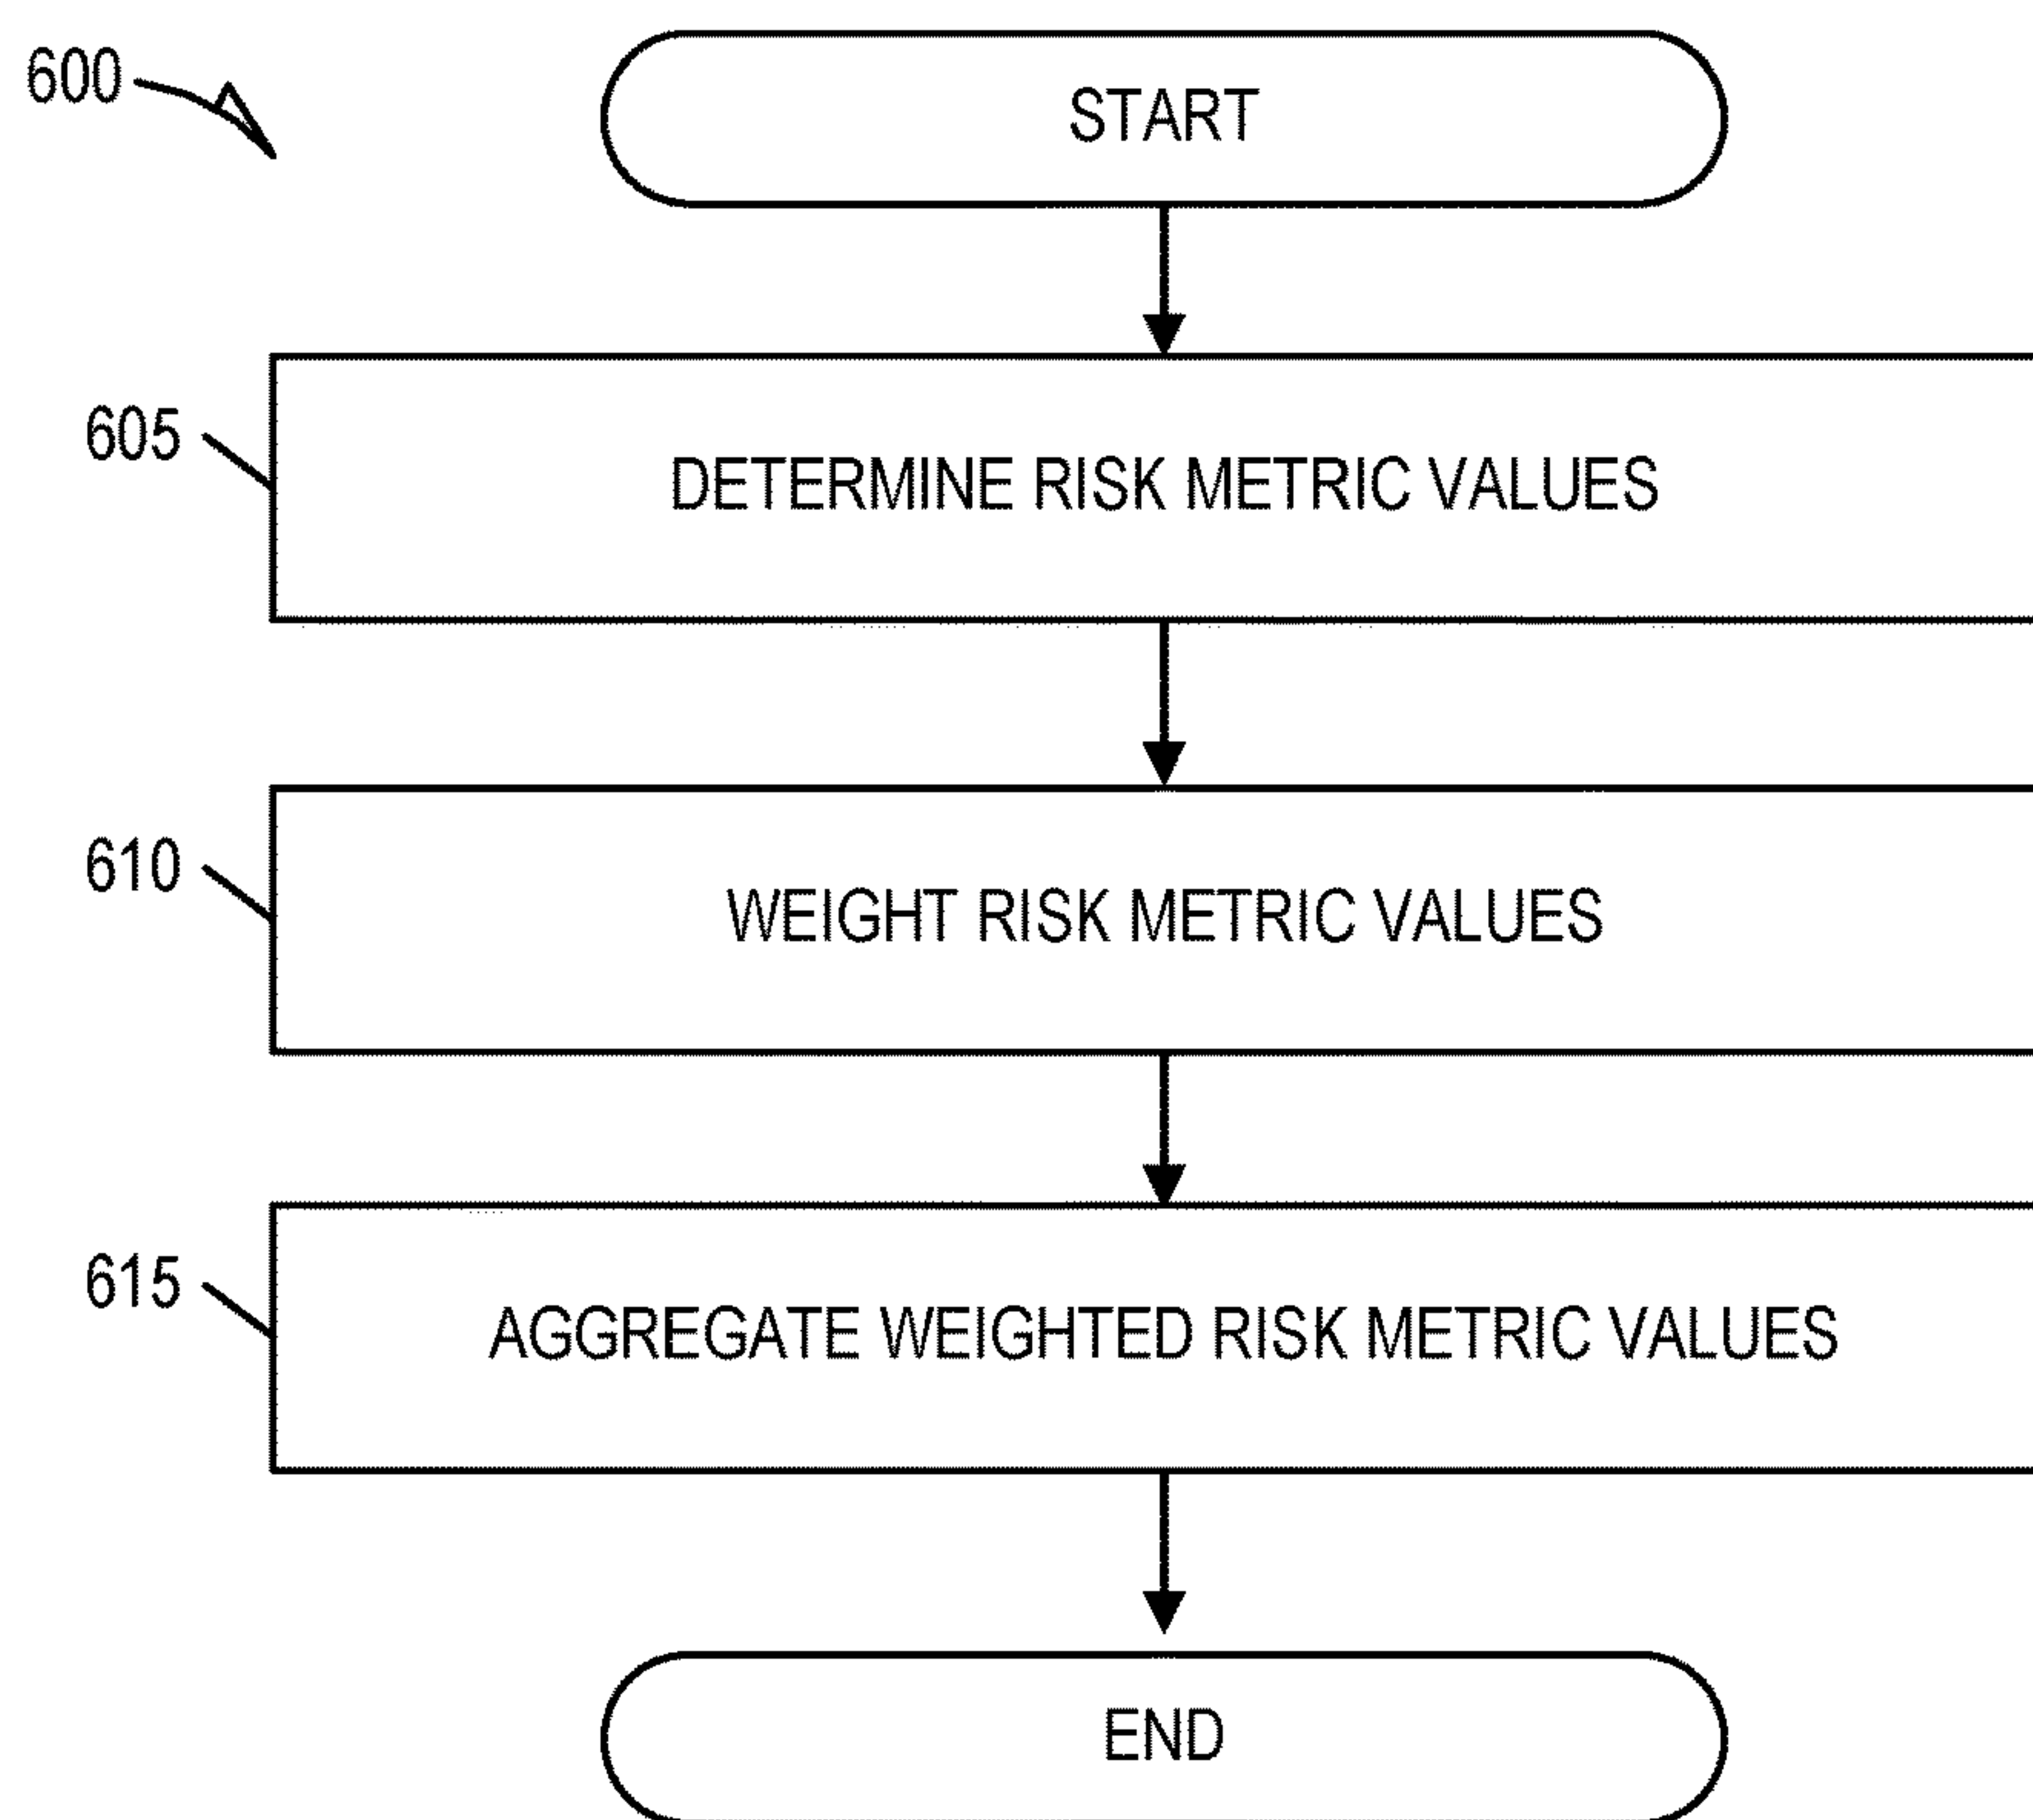 600
START
605
DETERMINE RISK METRIC VALUES
610
WEIGHT RISK METRIC VALUES
615
AGGREGATE WEIGHTED RISK METRIC VALUES
END